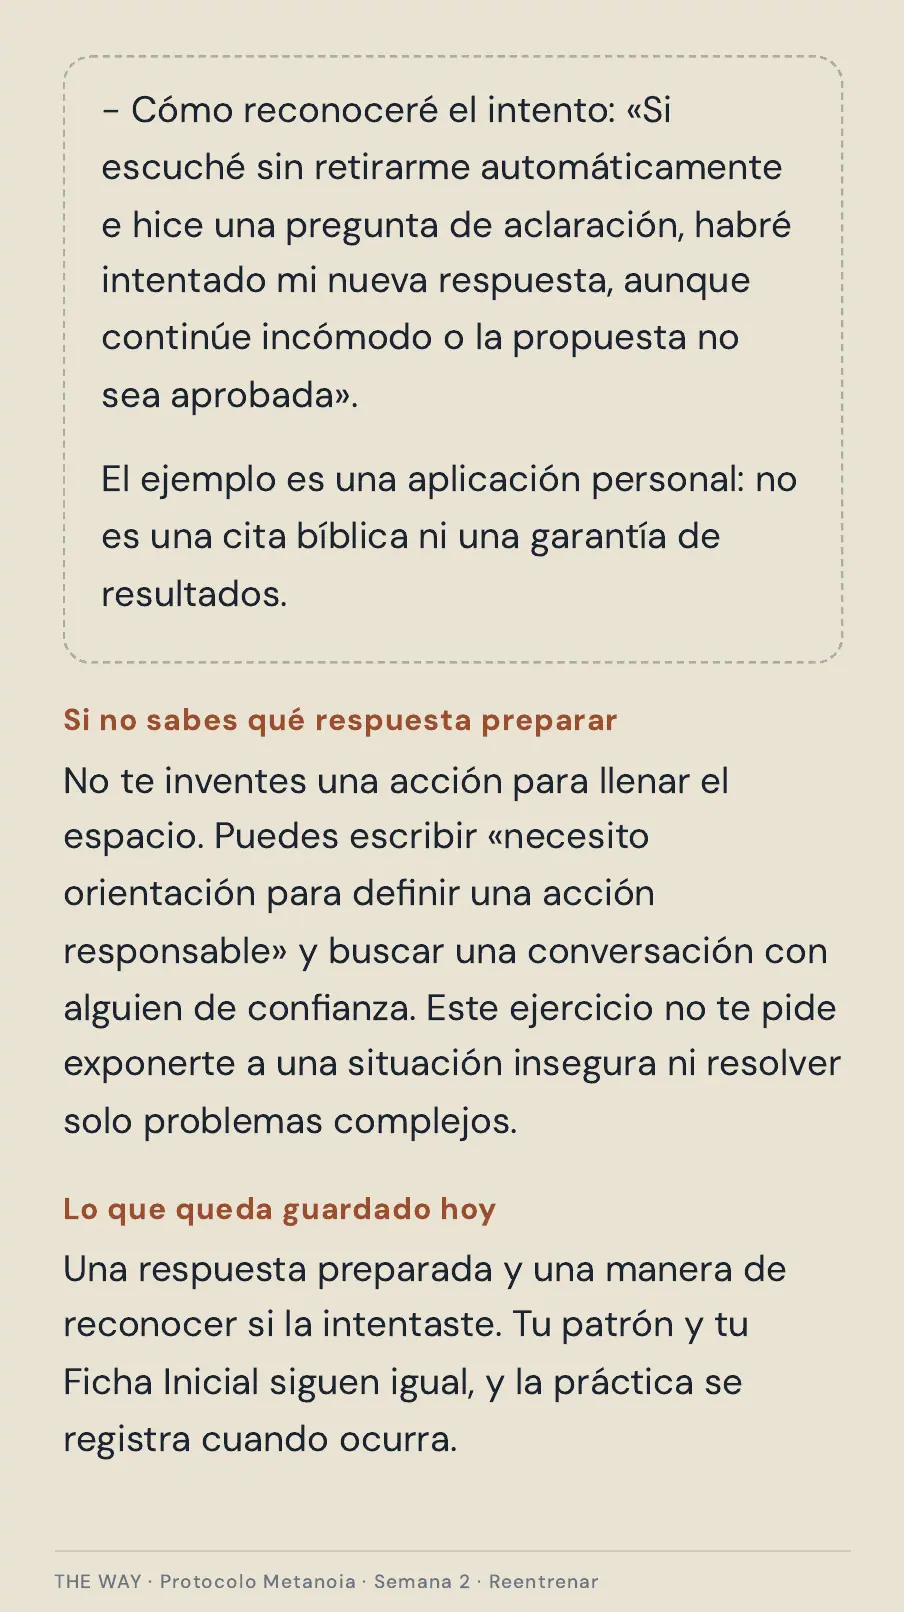 - Cómo reconoceré el intento: «Si
escuché sin retirarme automáticamente
e hice una pregunta de aclaración, habré
intentado mi nueva respuesta, aunque
continúe incómodo o la propuesta no
sea aprobada».
El ejemplo es una aplicación personal: no
es una cita bíblica ni una garantía de
resultados.
Si no sabes qué respuesta preparar
No te inventes una acción para llenar el
espacio. Puedes escribir «necesito
orientación para definir una acción
responsable» y buscar una conversación con
alguien de confianza. Este ejercicio no te pide
exponerte a una situación insegura ni resolver
solo problemas complejos.
Lo que queda guardado hoy
Una respuesta preparada y una manera de
reconocer si la intentaste. Tu patrón y tu
Ficha Inicial siguen igual, y la práctica se
registra cuando ocurra.
THE WAY · Protocolo Metanoia · Semana 2 · Reentrenar